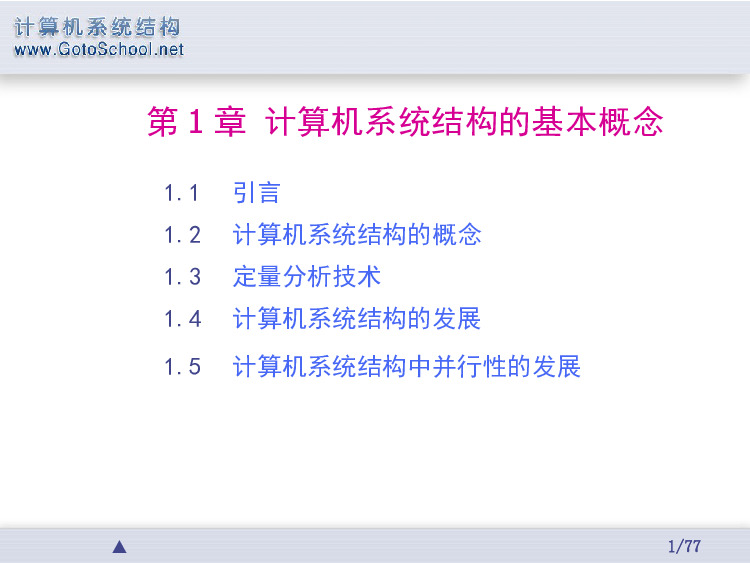 计算机系统结构
www.GotoSchool.net
第 1 章 计算机系统结构的基本概念
1.1 引言
1.2 计算机系统结构的概念
1.3 定量分析技术
1.4 计算机系统结构的发展
1.5 计算机系统结构中并行性的发展
▲ 1/77